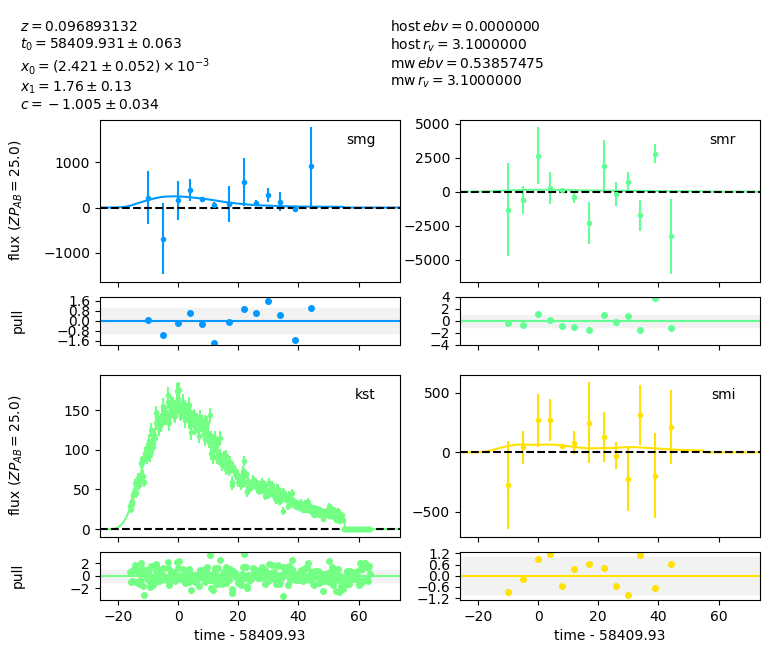 z = 0.096893132
t₀ = 58409.931 ± 0.063
x₀ = (2.421 ± 0.052) × 10⁻³
x₁ = 1.76 ± 0.13
c = −1.005 ± 0.034
host ebv = 0.0000000
host r_v = 3.1000000
mw ebv = 0.53857475
mw r_v = 3.1000000
flux (ZP_AB = 25.0)
1000
0
−1000
smg
5000
2500
0
−2500
−5000
smr
pull
1.6
0.8
0.0
−0.8
−1.6
4
2
0
−2
−4
flux (ZP_AB = 25.0)
150
100
50
0
kst
500
0
−500
smi
pull
2
0
−2
1.2
0.6
0.0
−0.6
−1.2
−20 0 20 40 60
−20 0 20 40 60
time - 58409.93
time - 58409.93